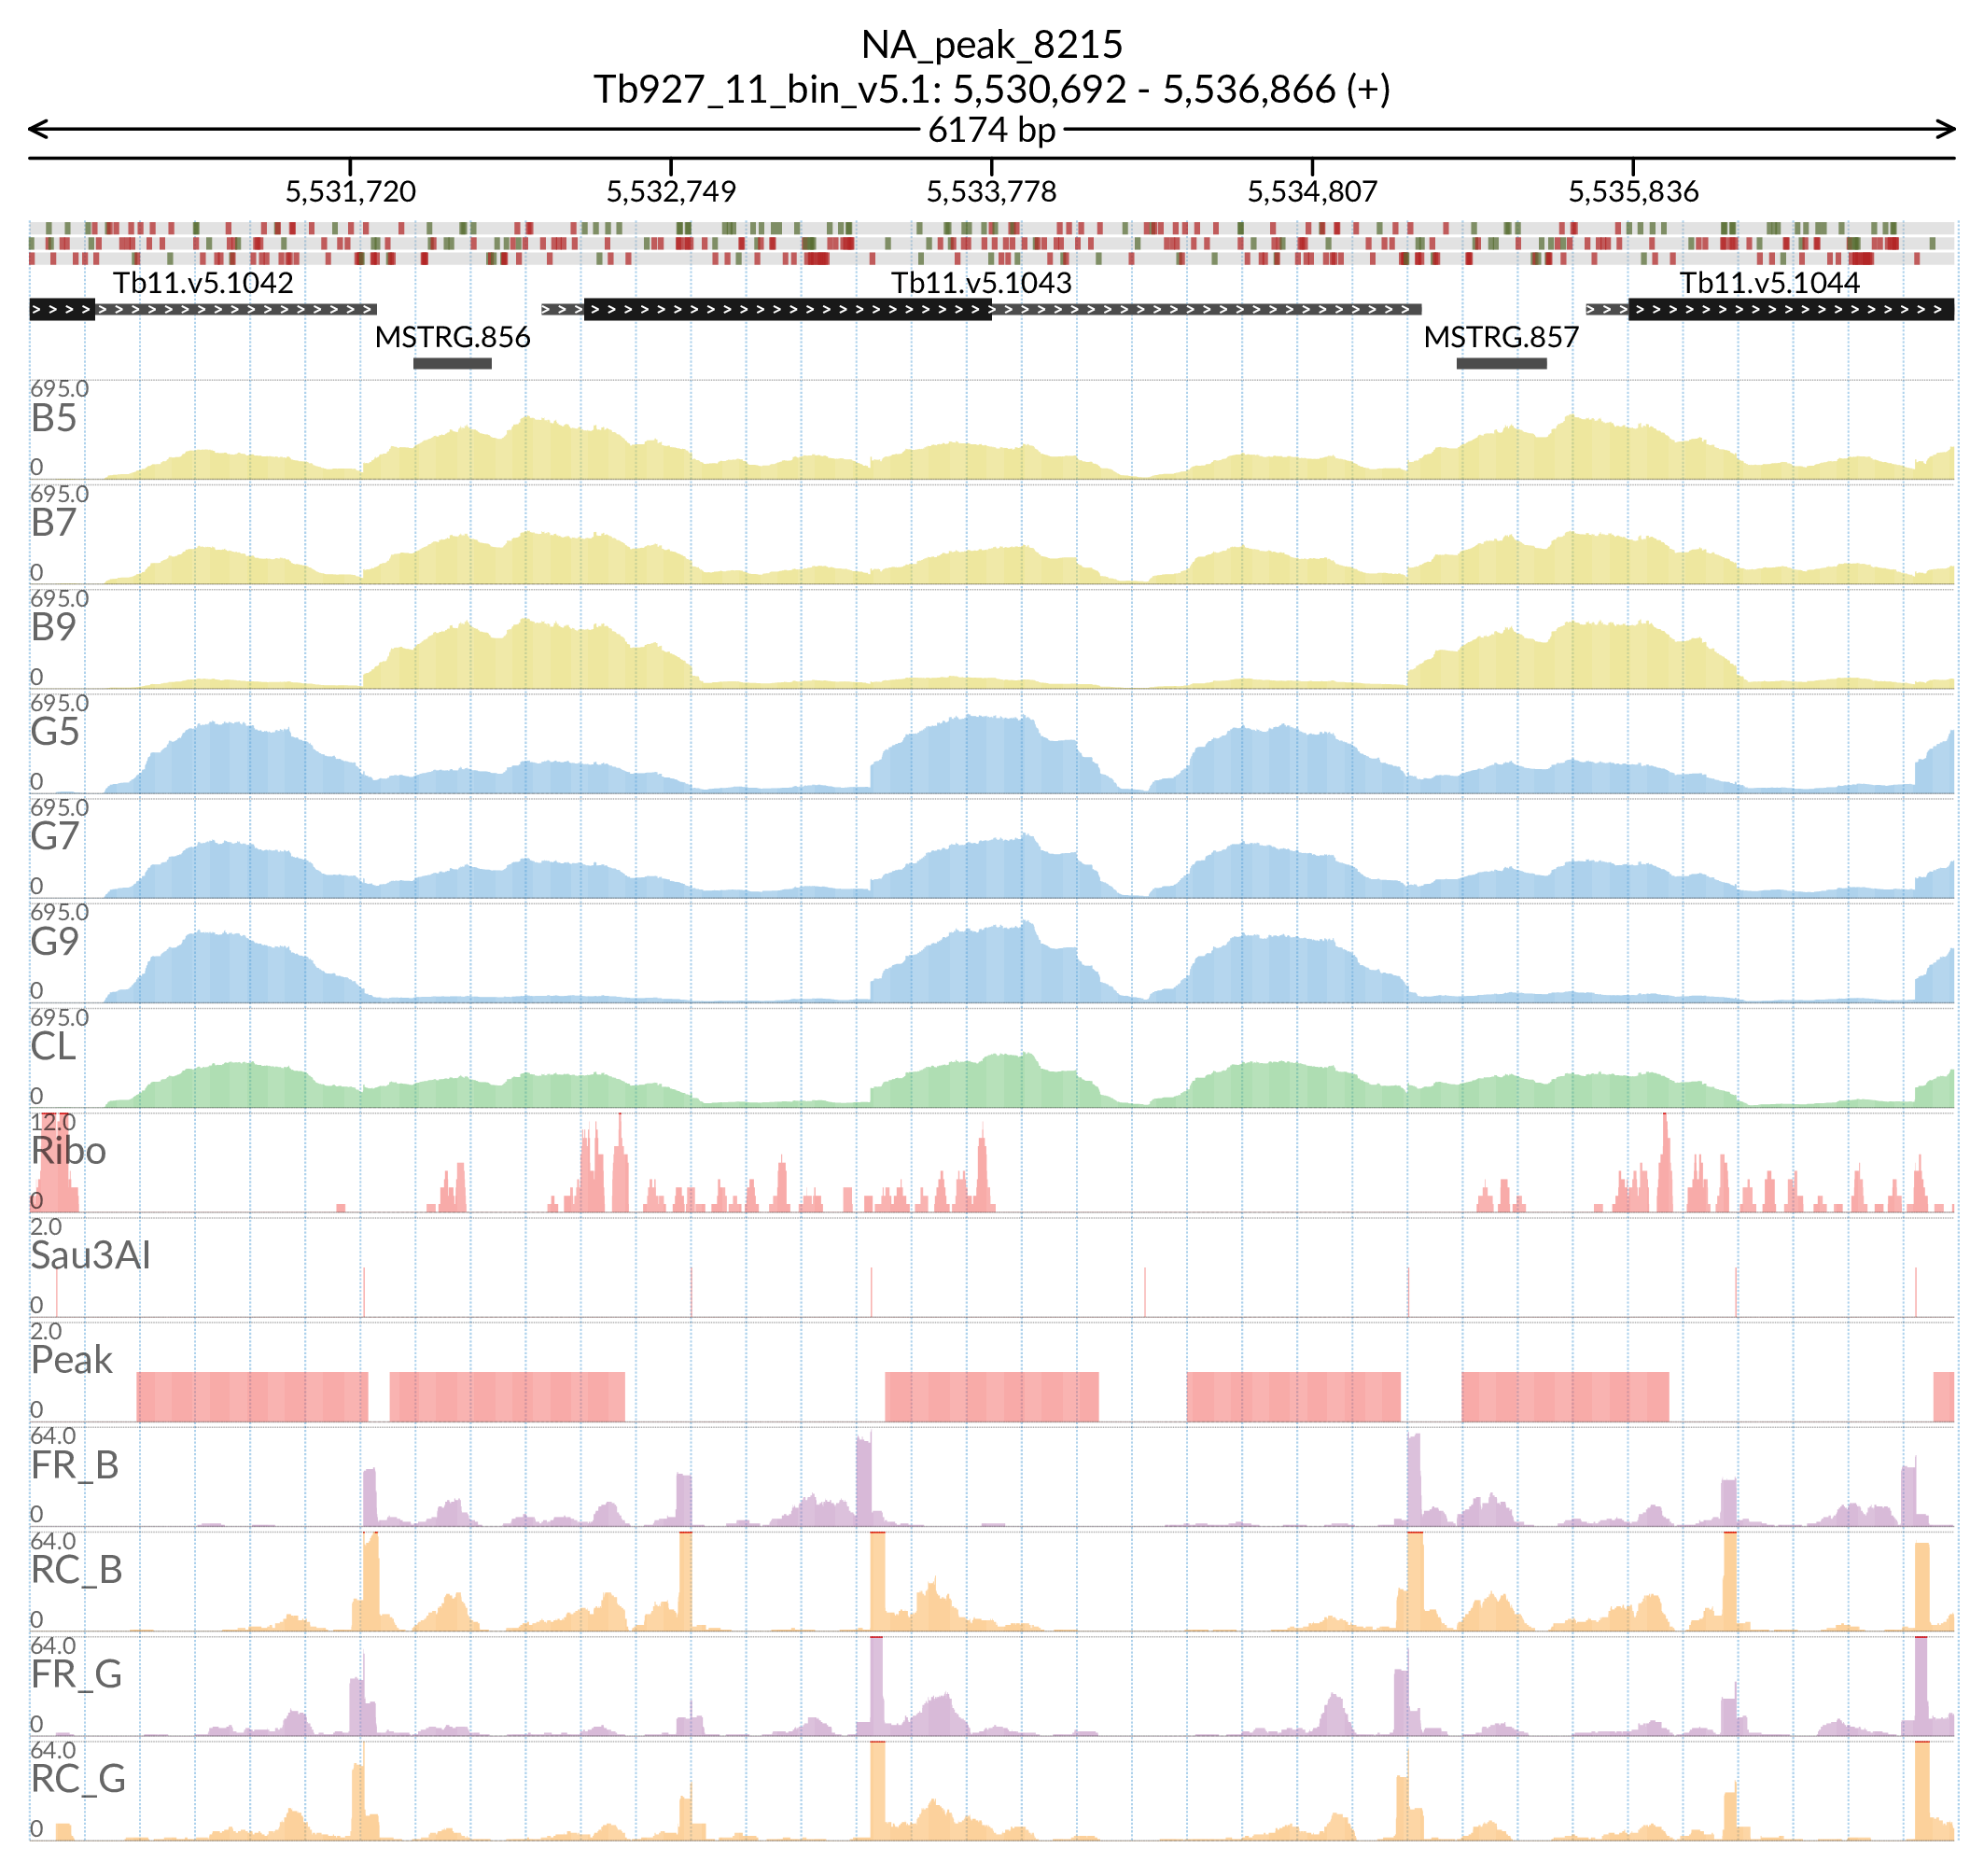 NA_peak_8215
Tb927_11_bin_v5.1: 5,530,692 - 5,536,866 (+)
6174 bp
5,531,720 5,532,749 5,533,778 5,534,807 5,535,836
Tb11.v5.1042 Tb11.v5.1043 Tb11.v5.1044
MSTRG.856 MSTRG.857
695.0
B5
0
695.0
B7
0
695.0
B9
0
695.0
G5
0
695.0
G7
0
695.0
G9
0
695.0
CL
0
12.0
Ribo
0
2.0
Sau3AI
0
2.0
Peak
0
64.0
FR_B
0
64.0
RC_B
0
64.0
FR_G
0
64.0
RC_G
0